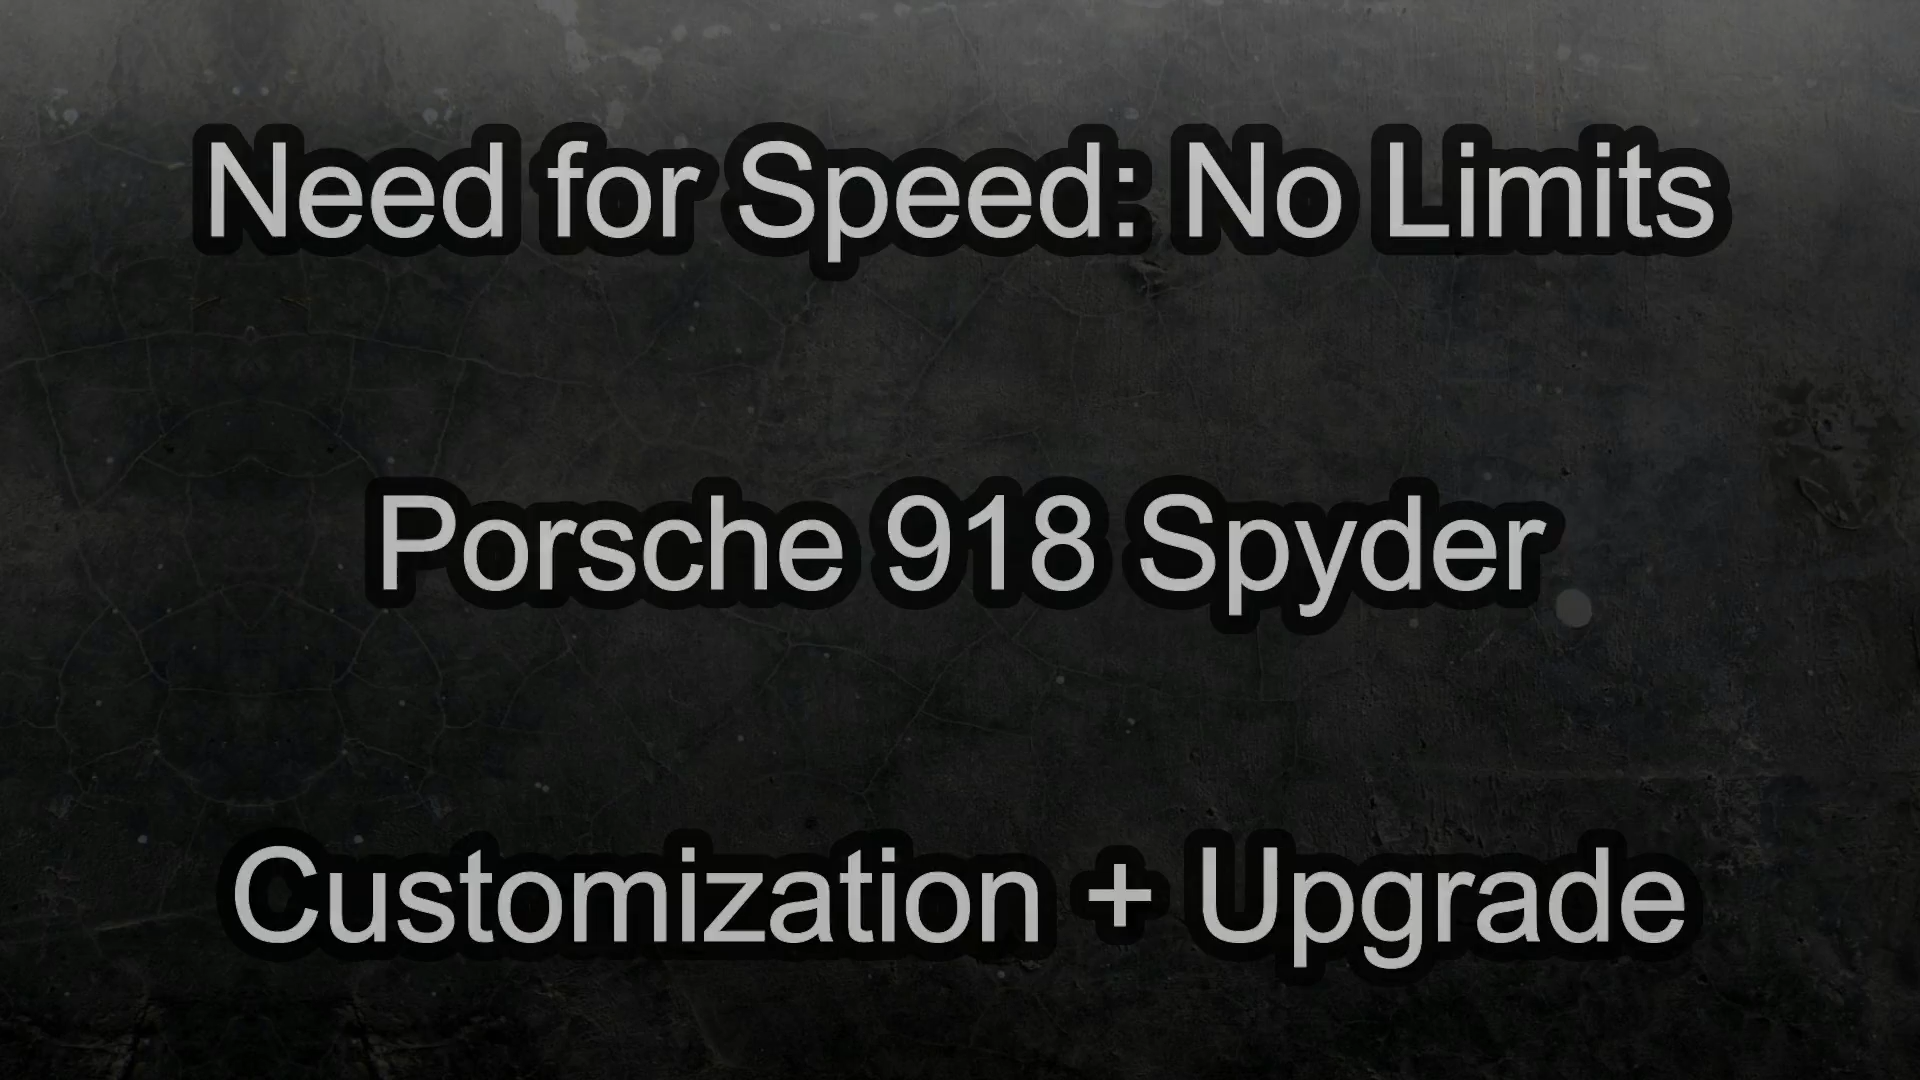 Need for Speed: No Limits
Porsche 918 Spyder
Customization + Upgrade